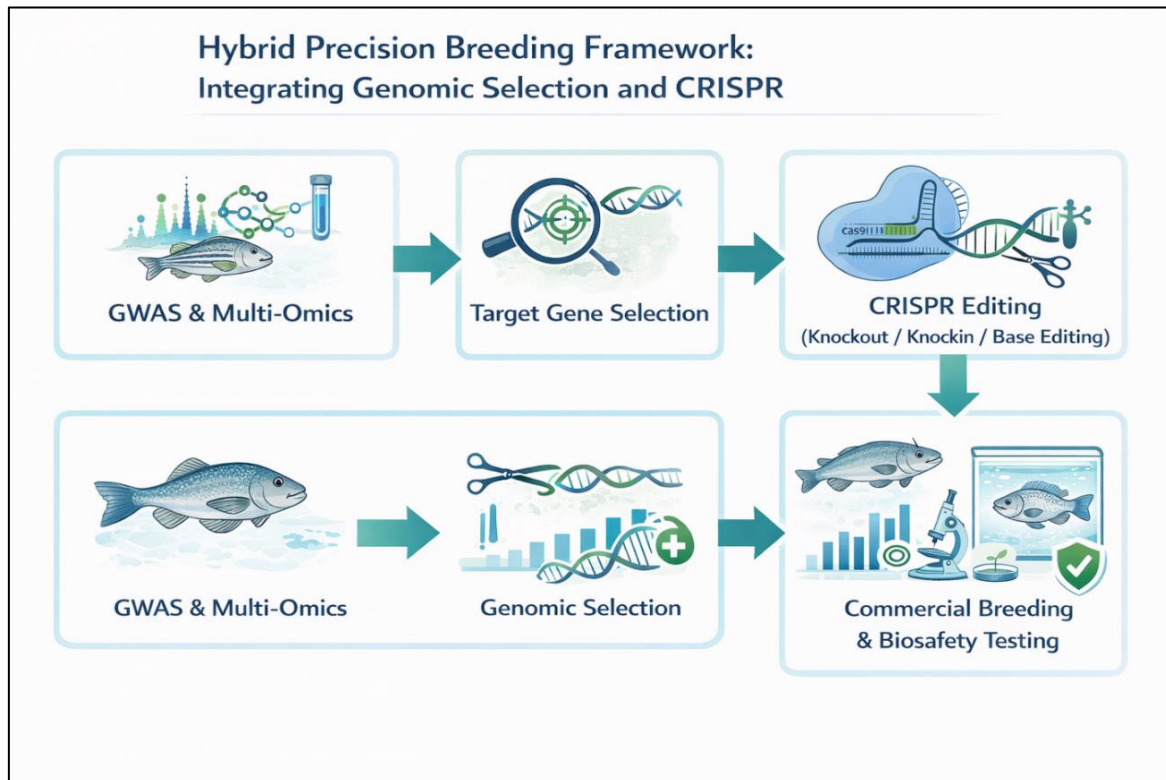 Hybrid Precision Breeding Framework:
Integrating Genomic Selection and CRISPR
GWAS & Multi-Omics
Target Gene Selection
cas9
CRISPR Editing
(Knockout / Knockin / Base Editing)
GWAS & Multi-Omics
Genomic Selection
Commercial Breeding
& Biosafety Testing